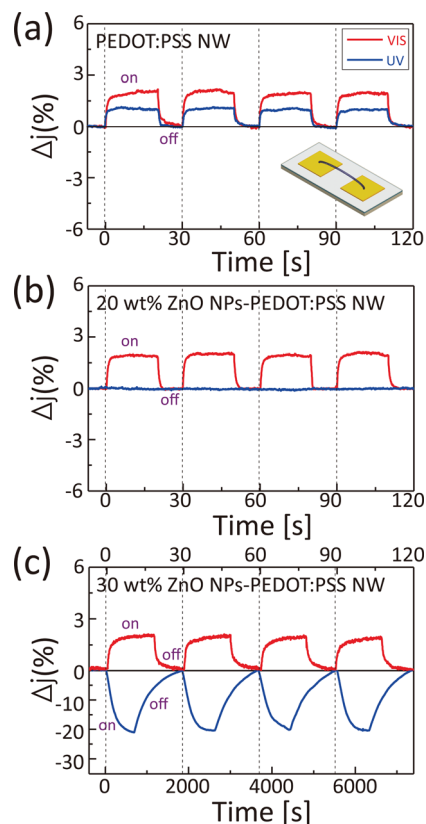 (a)
PEDOT:PSS NW
VIS
UV
on
off
Δj(%)
6
3
0
3
6
0 30 60 90 120
Time [s]
(b)
20 wt% ZnO NPs-PEDOT:PSS NW
on
off
Δj(%)
6
3
0
3
6
0 30 60 90 120
Time [s]
(c)
0 30 60 90 120
30 wt% ZnO NPs-PEDOT:PSS NW
on
off
on
off
Δj(%)
6
3
0
-10
-20
-30
0 2000 4000 6000
Time [s]